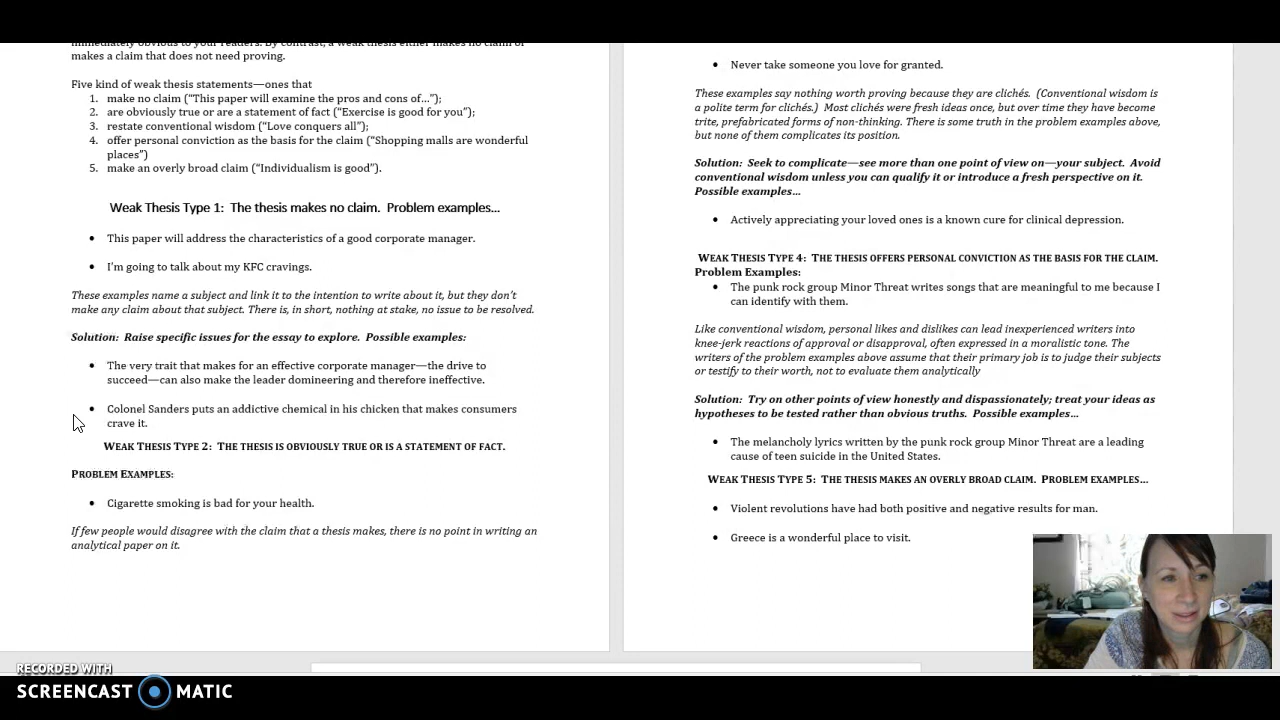 immediately obvious to your readers. By contrast, a weak thesis either makes no claim or
makes a claim that does not need proving.
Five kind of weak thesis statements—ones that
1. make no claim (“This paper will examine the pros and cons of…”);
2. are obviously true or are a statement of fact (“Exercise is good for you”);
3. restate conventional wisdom (“Love conquers all”);
4. offer personal conviction as the basis for the claim (“Shopping malls are wonderful
places”)
5. make an overly broad claim (“Individualism is good”).
Weak Thesis Type 1: The thesis makes no claim. Problem examples…
• This paper will address the characteristics of a good corporate manager.
• I’m going to talk about my KFC cravings.
These examples name a subject and link it to the intention to write about it, but they don’t
make any claim about that subject. There is, in short, nothing at stake, no issue to be resolved.
Solution: Raise specific issues for the essay to explore. Possible examples:
• The very trait that makes for an effective corporate manager—the drive to
succeed—can also make the leader domineering and therefore ineffective.
• Colonel Sanders puts an addictive chemical in his chicken that makes consumers
crave it.
WEAK THESIS TYPE 2: THE THESIS IS OBVIOUSLY TRUE OR IS A STATEMENT OF FACT.
PROBLEM EXAMPLES:
• Cigarette smoking is bad for your health.
If few people would disagree with the claim that a thesis makes, there is no point in writing an
analytical paper on it.
• Never take someone you love for granted.
These examples say nothing worth proving because they are clichés. (Conventional wisdom is
a polite term for clichés.) Most clichés were fresh ideas once, but over time they have become
trite, prefabricated forms of non-thinking. There is some truth in the problem examples above,
but none of them complicates its position.
Solution: Seek to complicate—see more than one point of view on—your subject. Avoid
conventional wisdom unless you can qualify it or introduce a fresh perspective on it.
Possible examples…
• Actively appreciating your loved ones is a known cure for clinical depression.
WEAK THESIS TYPE 4: THE THESIS OFFERS PERSONAL CONVICTION AS THE BASIS FOR THE CLAIM.
Problem Examples:
• The punk rock group Minor Threat writes songs that are meaningful to me because I
can identify with them.
Like conventional wisdom, personal likes and dislikes can lead inexperienced writers into
knee-jerk reactions of approval or disapproval, often expressed in a moralistic tone. The
writers of the problem examples above assume that their primary job is to judge their subjects
or testify to their worth, not to evaluate them analytically
Solution: Try on other points of view honestly and dispassionately; treat your ideas as
hypotheses to be tested rather than obvious truths. Possible examples…
• The melancholy lyrics written by the punk rock group Minor Threat are a leading
cause of teen suicide in the United States.
WEAK THESIS TYPE 5: THE THESIS MAKES AN OVERLY BROAD CLAIM. PROBLEM EXAMPLES…
• Violent revolutions have had both positive and negative results for man.
• Greece is a wonderful place to visit.
RECORDED WITH
SCREENCAST MATIC